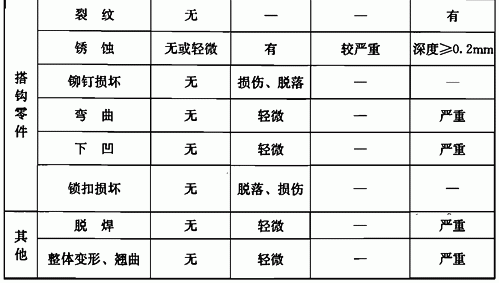 裂纹 无 — — 有
锈蚀 无或轻微 有 较严重 深度≥0.2mm
搭钩零件
铆钉损坏 无 损伤、脱落 — —
弯曲 无 轻微 — 严重
下凹 无 轻微 — 严重
锁扣损坏 无 脱落、损伤 — —
其他
脱焊 无 轻微 — 严重
整体变形、翘曲 无 轻微 — 严重